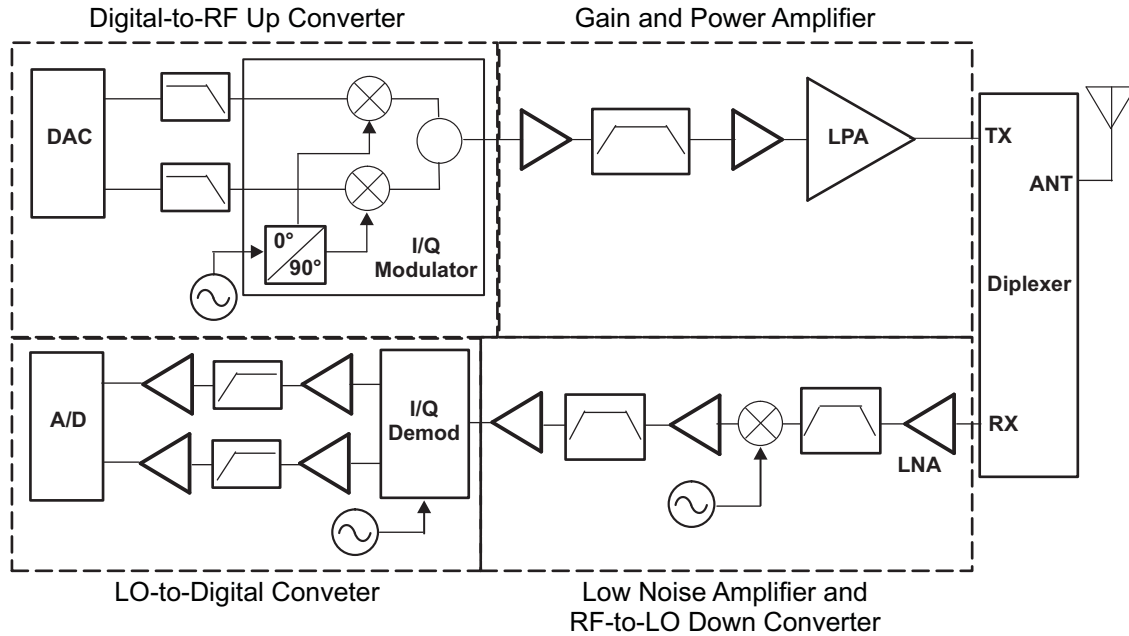 Digital-to-RF Up Converter
Gain and Power Amplifier
DAC
LPA
TX
ANT
0°
90°
I/Q
Modulator
Diplexer
A/D
I/Q
Demod
RX
LNA
LO-to-Digital Conveter
Low Noise Amplifier and
RF-to-LO Down Converter